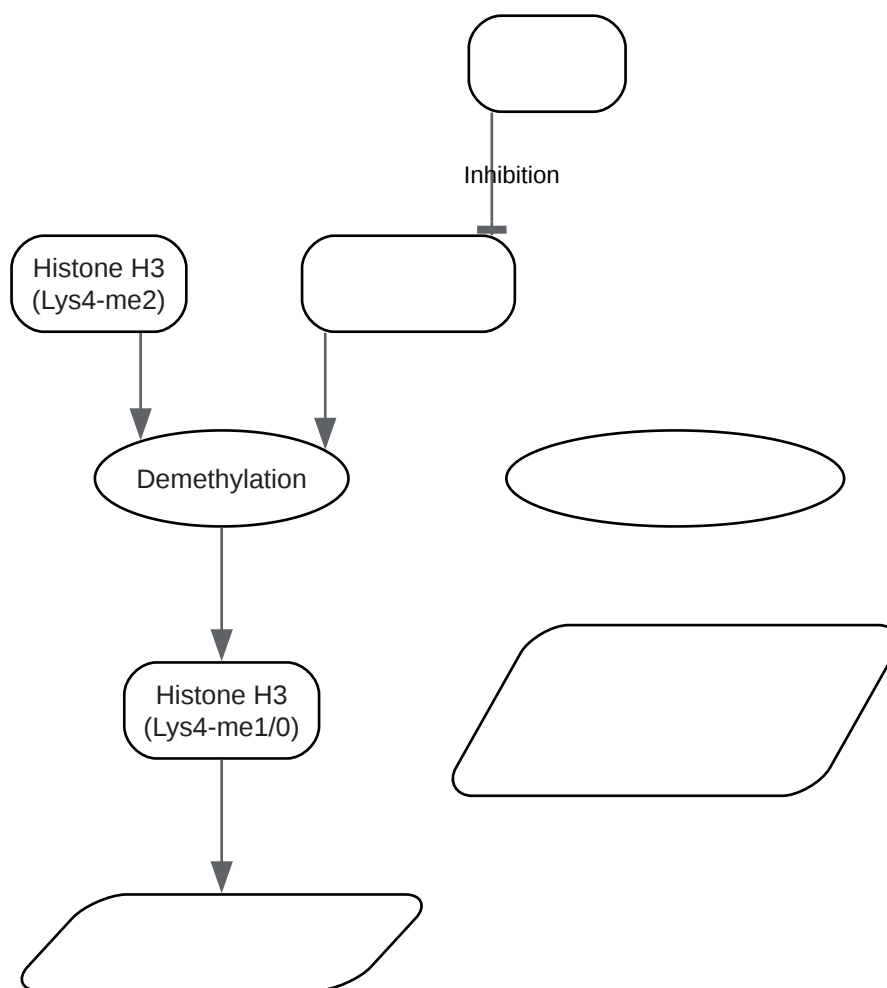 Inhibition
Histone H3
(Lys4-me2)
Demethylation
Histone H3
(Lys4-me1/0)